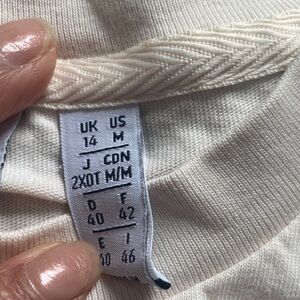 UK US
14 M
J CDN
2XOT M/M
D F
40 42
E I
40 46